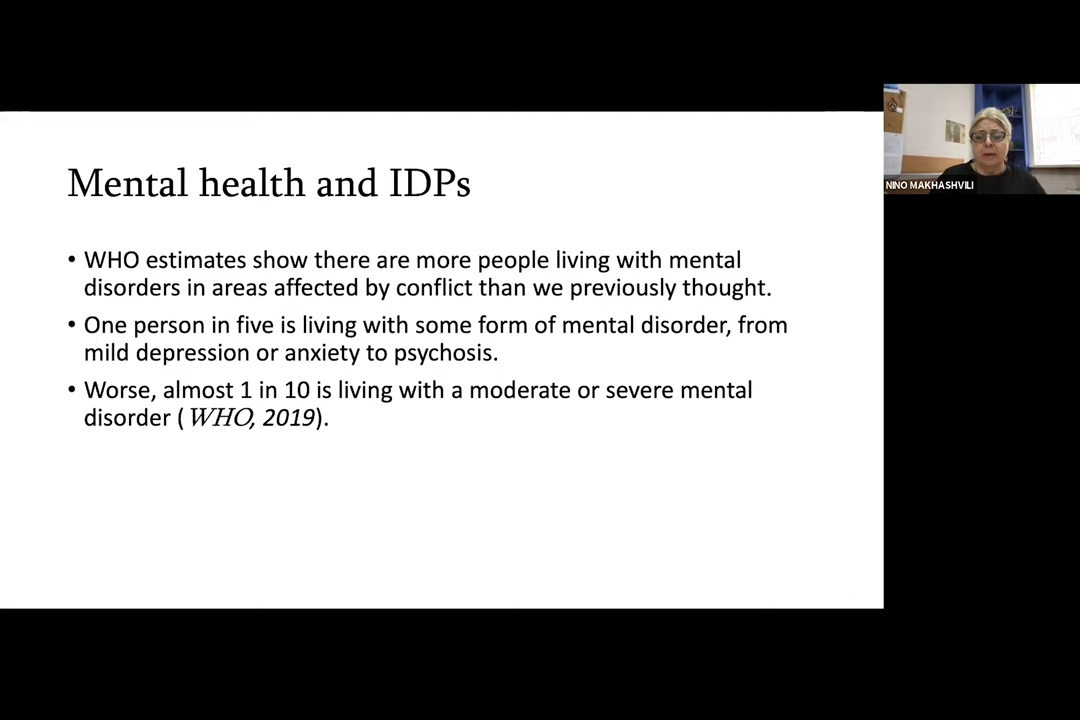 Mental health and IDPs
• WHO estimates show there are more people living with mental
disorders in areas affected by conflict than we previously thought.
• One person in five is living with some form of mental disorder, from
mild depression or anxiety to psychosis.
• Worse, almost 1 in 10 is living with a moderate or severe mental
disorder ( WHO, 2019).
NINO MAKHASHVILI